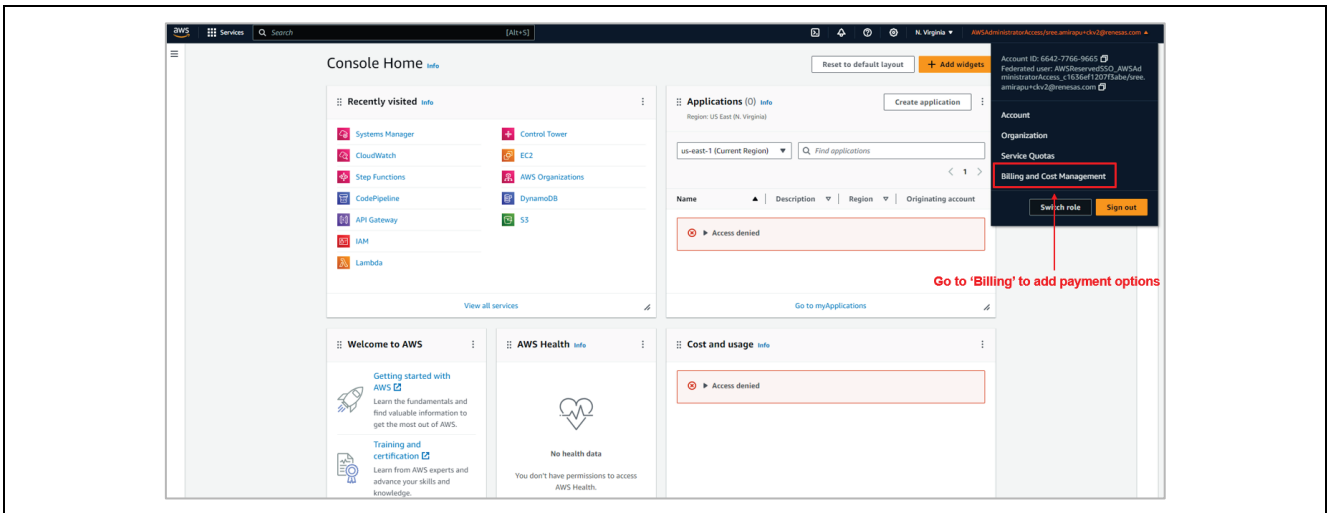 aws
Services
Search
[Alt+S]
N. Virginia
AWSAdministratorAccess/sree.amirapu+ckv2@renesas.com
Console Home Info
Reset to default layout
+ Add widgets
Account ID: 6642-7766-9665
Federated user: AWSReservedSSO_AWSAd
ministratorAccess_c1636ef1207f3abe/sree.
amirapu+ckv2@renesas.com
Account
Organization
Service Quotas
Billing and Cost Management
Switch role
Sign out
Go to ‘Billing’ to add payment options
Recently visited Info
Systems Manager
Control Tower
CloudWatch
EC2
Step Functions
AWS Organizations
CodePipeline
DynamoDB
API Gateway
S3
IAM
Lambda
View all services
Applications (0) Info
Region: US East (N. Virginia)
Create application
us-east-1 (Current Region)
Find applications
1
Name
Description
Region
Originating account
Access denied
Go to myApplications
Welcome to AWS
Getting started with
AWS
Learn the fundamentals and
find valuable information to
get the most out of AWS.
Training and
certification
Learn from AWS experts and
advance your skills and
knowledge.
AWS Health Info
No health data
You don't have permissions to access
AWS Health.
Cost and usage Info
Access denied